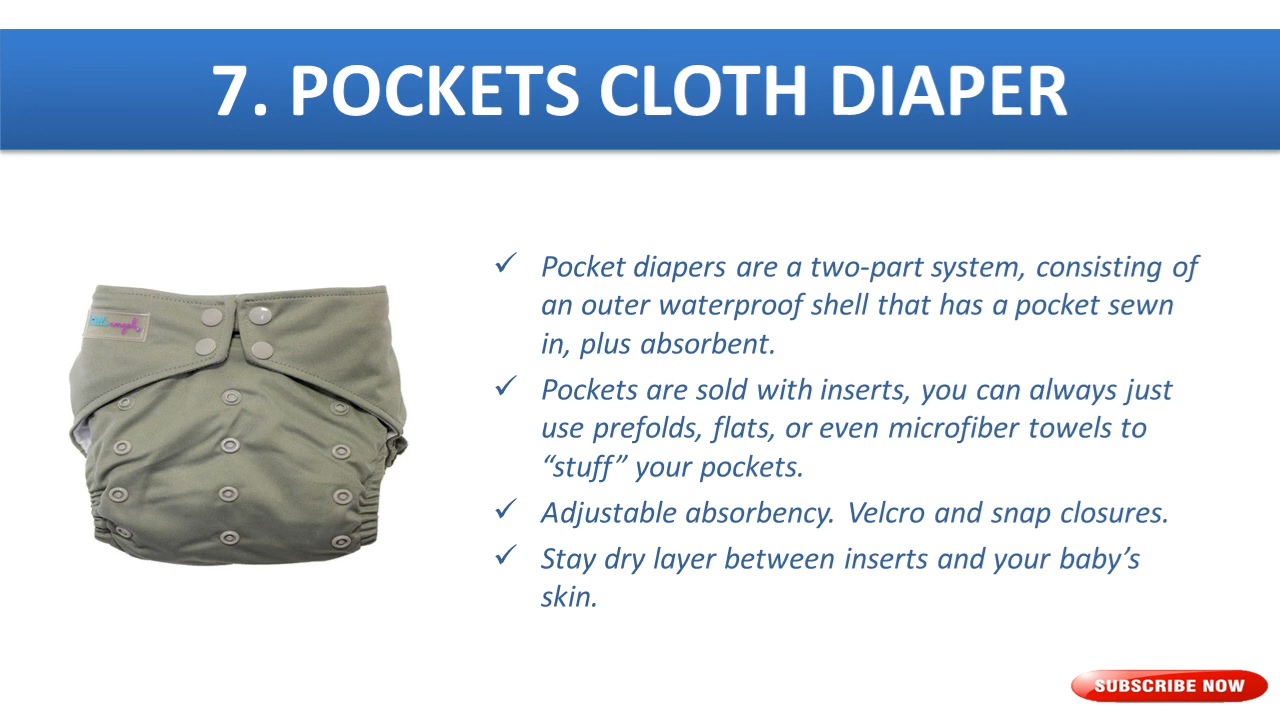 7. POCKETS CLOTH DIAPER
Pocket diapers are a two-part system, consisting of
an outer waterproof shell that has a pocket sewn
in, plus absorbent.
Pockets are sold with inserts, you can always just
use prefolds, flats, or even microfiber towels to
“stuff” your pockets.
Adjustable absorbency. Velcro and snap closures.
Stay dry layer between inserts and your baby’s
skin.
SUBSCRIBE NOW